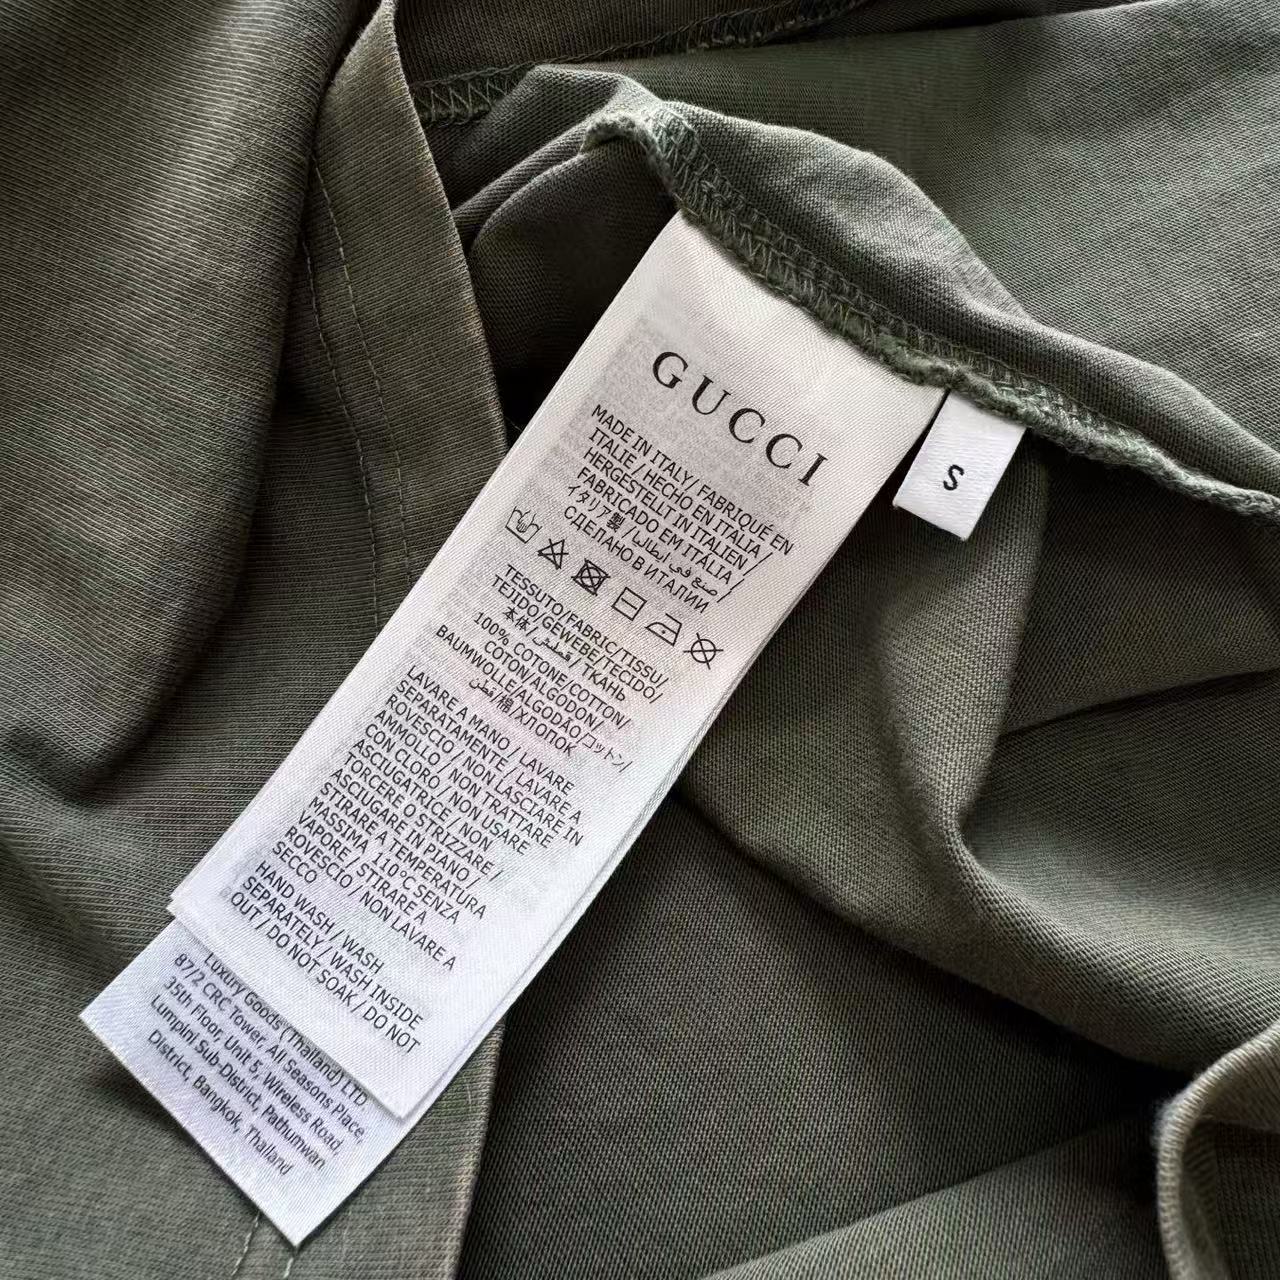 GUCCI
MADE IN ITALY / FABRIQUÉ EN
ITALIE / HECHO EN ITALIA /
HERGESTELLT IN ITALIEN /
FABRICADO EM ITÁLIA /
イタリア製 / صنع في ايطاليا /
СДЕЛАНО В ИТАЛИИ
TESSUTO/FABRIC/TISSU/
TEJIDO/GEWEBE/TECIDO/
本体/قطش/ТКАНЬ
100% COTONE/COTTON/
COTON/ALGODON/
BAUMWOLLE/ALGODÃO/コットン/
قطن/棉/ХЛОПОК
LAVARE A MANO / LAVARE
SEPARATAMENTE / LAVARE A
ROVESCIO / NON LASCIARE IN
AMMOLLO / NON TRATTARE
CON CLORO / NON USARE
ASCIUGATRICE / NON
TORCERE O STRIZZARE /
ASCIUGARE IN PIANO /
STIRARE A TEMPERATURA
MASSIMA 110°C SENZA
VAPORE / STIRARE A
ROVESCIO / NON LAVARE A
SECCO
HAND WASH / WASH
SEPARATELY / WASH INSIDE
OUT / DO NOT SOAK / DO NOT
Luxury Goods (Thailand) LTD
87/2 CRC Tower, All Seasons Place,
35th Floor, Unit 5, Wireless Road,
Lumpini Sub-District, Pathumwan
District, Bangkok, Thailand
S